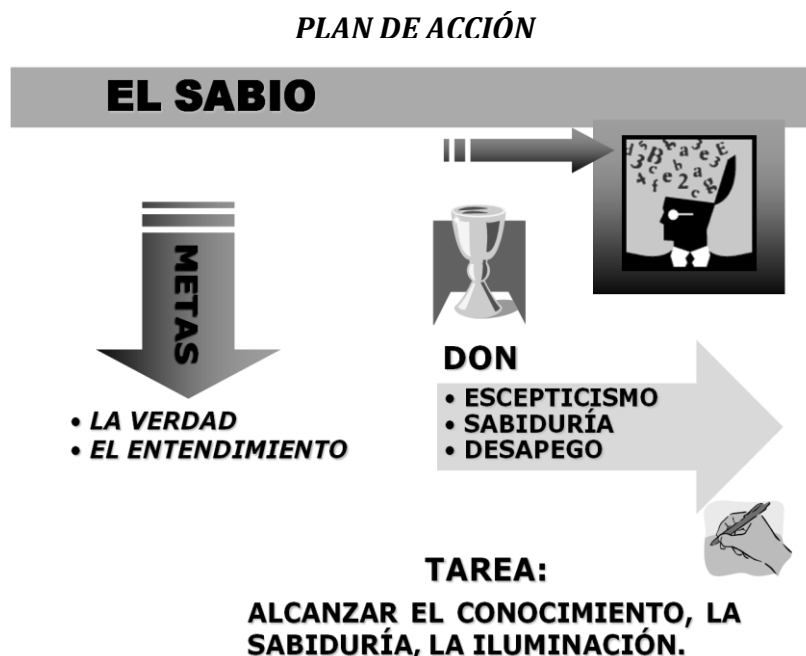 PLAN DE ACCIÓN
EL SABIO
METAS
• LA VERDAD
• EL ENTENDIMIENTO
DON
• ESCEPTICISMO
• SABIDURÍA
• DESAPEGO
TAREA:
ALCANZAR EL CONOCIMIENTO, LA
SABIDURÍA, LA ILUMINACIÓN.